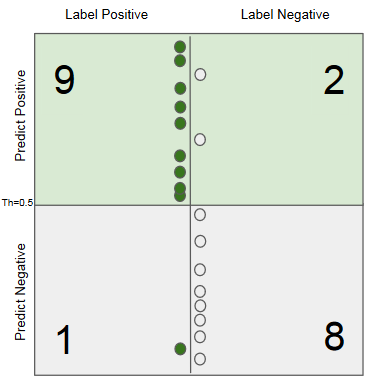 Label Positive
Label Negative
Predict Positive
9
2
Th=0.5
Predict Negative
1
8